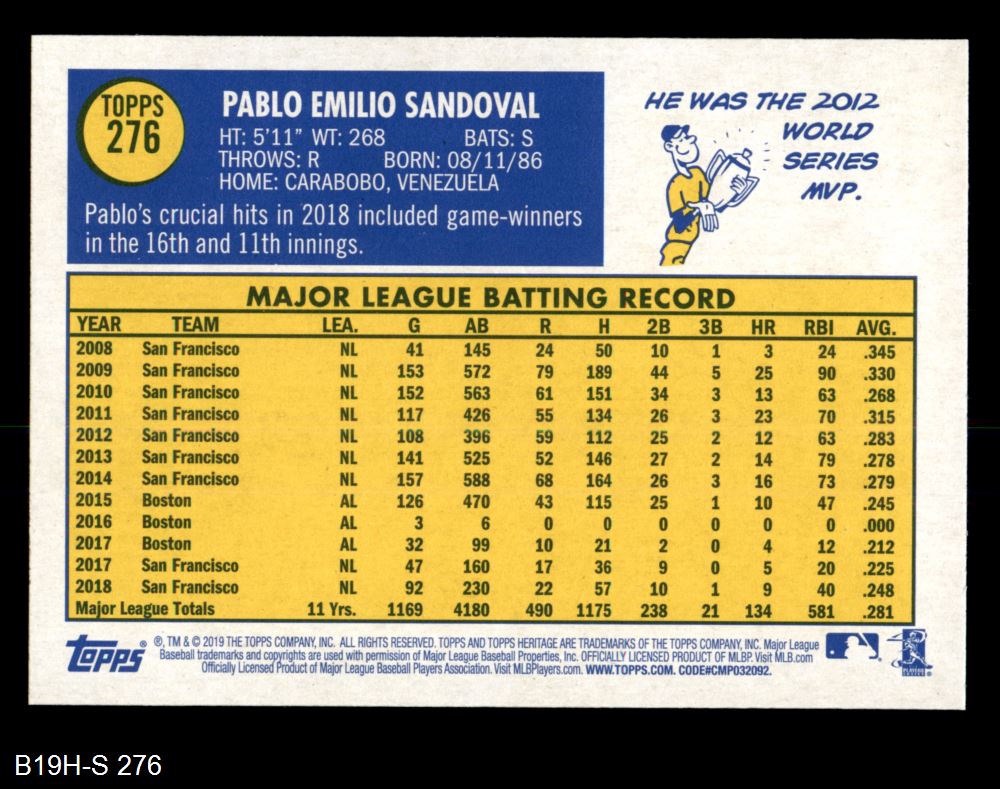 TOPPS
276
PABLO EMILIO SANDOVAL
HT: 5'11" WT: 268 BATS: S
THROWS: R BORN: 08/11/86
HOME: CARABOBO, VENEZUELA
Pablo's crucial hits in 2018 included game-winners
in the 16th and 11th innings.
HE WAS THE 2012
WORLD
SERIES
MVP.
MAJOR LEAGUE BATTING RECORD
YEAR TEAM LEA. G AB R H 2B 3B HR RBI AVG.
2008 San Francisco NL 41 145 24 50 10 1 3 24 .345
2009 San Francisco NL 153 572 79 189 44 5 25 90 .330
2010 San Francisco NL 152 563 61 151 34 3 13 63 .268
2011 San Francisco NL 117 426 55 134 26 3 23 70 .315
2012 San Francisco NL 108 396 59 112 25 2 12 63 .283
2013 San Francisco NL 141 525 52 146 27 2 14 79 .278
2014 San Francisco NL 157 588 68 164 26 3 16 73 .279
2015 Boston AL 126 470 43 115 25 1 10 47 .245
2016 Boston AL 3 6 0 0 0 0 0 0 .000
2017 Boston AL 32 99 10 21 2 0 4 12 .212
2017 San Francisco NL 47 160 17 36 9 0 5 20 .225
2018 San Francisco NL 92 230 22 57 10 1 9 40 .248
Major League Totals 11 Yrs. 1169 4180 490 1175 238 21 134 581 .281
Topps® ®, TM & © 2019 THE TOPPS COMPANY, INC. ALL RIGHTS RESERVED. TOPPS AND TOPPS HERITAGE ARE TRADEMARKS OF THE TOPPS COMPANY, INC. Major League
Baseball trademarks and copyrights are used with permission of Major League Baseball Properties, Inc. OFFICIALLY LICENSED PRODUCT OF MLBP. Visit MLB.com
Officially Licensed Product of Major League Baseball Players Association. Visit MLBPlayers.com. WWW.TOPPS.COM. CODE#CMP032092.
B19H-S 276